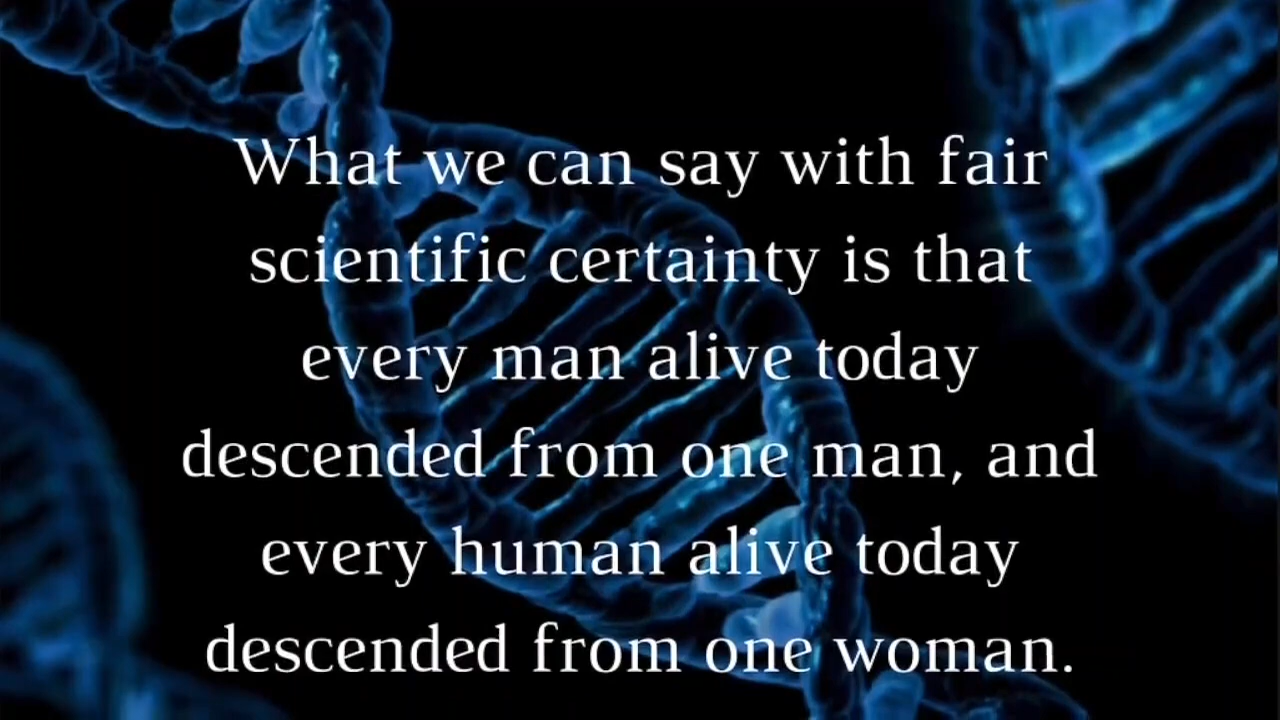 What we can say with fair
scientific certainty is that
every man alive today
descended from one man, and
every human alive today
descended from one woman.